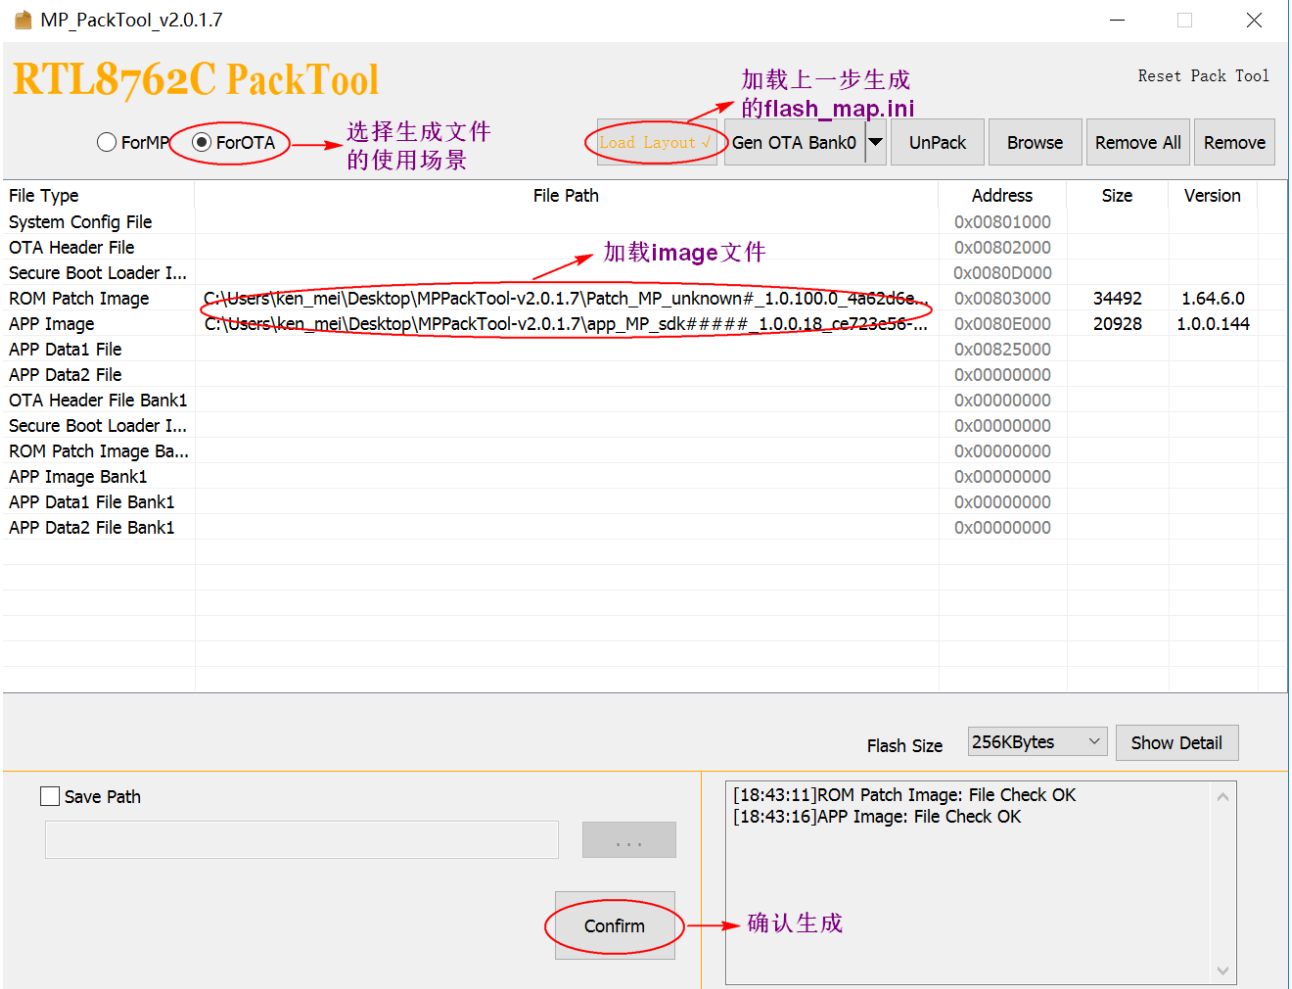 MP_PackTool_v2.0.1.7
RTL8762C PackTool
Reset Pack Tool
加载上一步生成
的flash_map.ini
ForMP
ForOTA
选择生成文件
的使用场景
Load Layout √
Gen OTA Bank0
UnPack
Browse
Remove All
Remove
File Type File Path Address Size Version
System Config File 0x00801000
OTA Header File 0x00802000
加载image文件
Secure Boot Loader I... 0x0080D000
ROM Patch Image C:\Users\ken_mei\Desktop\MPPackTool-v2.0.1.7\Patch_MP_unknown#_1.0.100.0_4a62d6e... 0x00803000 34492 1.64.6.0
APP Image C:\Users\ken_mei\Desktop\MPPackTool-v2.0.1.7\app_MP_sdk#####_1.0.0.18_ce723e56-... 0x0080E000 20928 1.0.0.144
APP Data1 File 0x00825000
APP Data2 File 0x00000000
OTA Header File Bank1 0x00000000
Secure Boot Loader I... 0x00000000
ROM Patch Image Ba... 0x00000000
APP Image Bank1 0x00000000
APP Data1 File Bank1 0x00000000
APP Data2 File Bank1 0x00000000
Flash Size 256KBytes Show Detail
Save Path
...
[18:43:11]ROM Patch Image: File Check OK
[18:43:16]APP Image: File Check OK
Confirm
确认生成